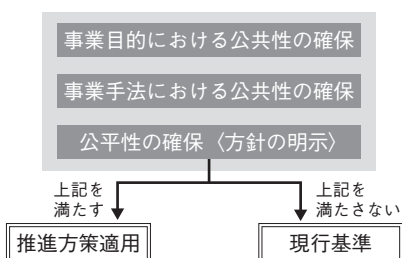 事業目的における公共性の確保
事業手法における公共性の確保
公平性の確保〈方針の明示〉
上記を
満たす
上記を
満たさない
推進方策適用
現行基準